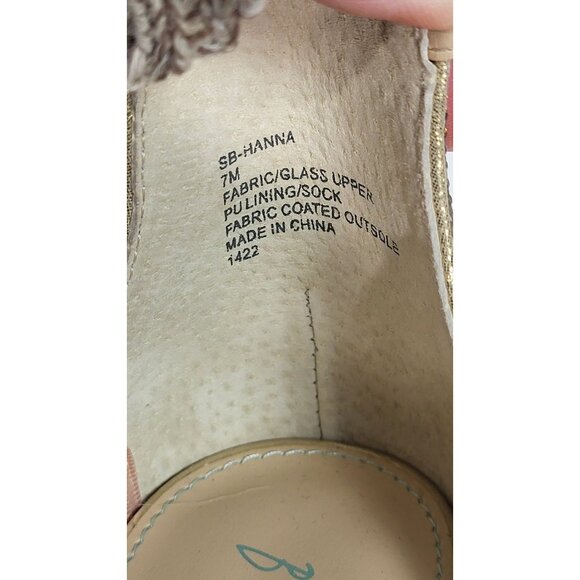 SB-HANNA
7M
FABRIC/GLASS UPPER
PU LINING/SOCK
FABRIC COATED OUTSOLE
MADE IN CHINA
1422